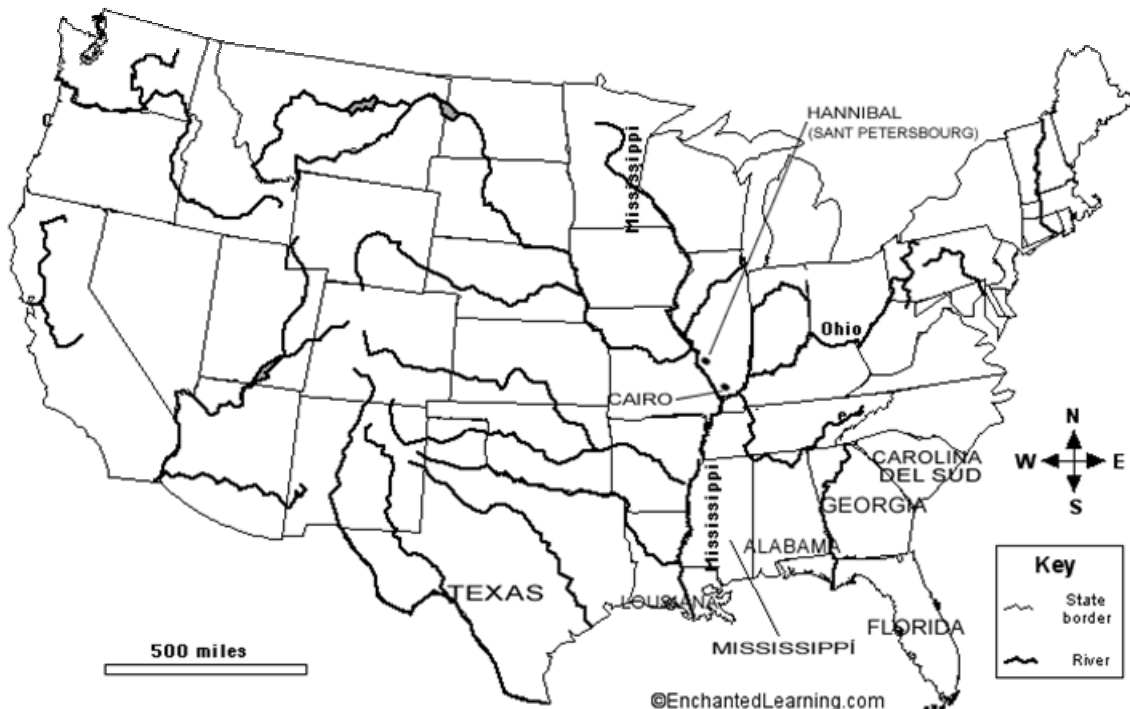 HANNIBAL
(SANT PETERSBOURG)
Mississippi
Ohio
CAIRO
N
W E
S
CAROLINA
DEL SUD
GEORGIA
Mississippi
ALABAMA
TEXAS
LOUSIANA
FLORIDA
MISSISSIPPÍ
Key
State
border
River
500 miles
©EnchantedLearning.com